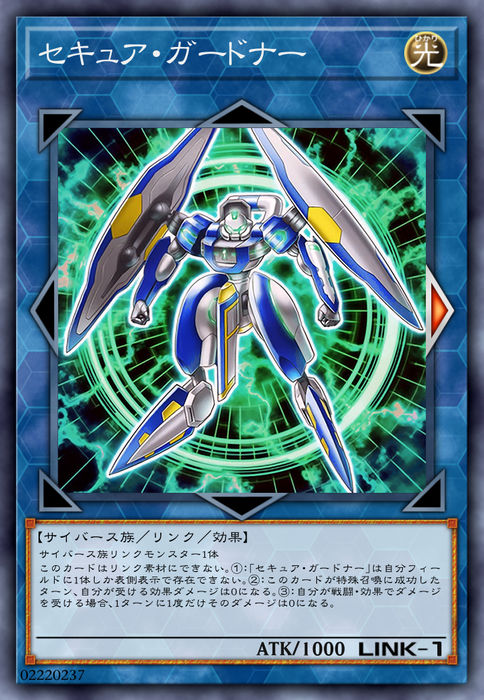 セキュア・ガードナー
ひかり
光
【サイバース族／リンク／効果】
サイバース族リンクモンスター1体
このカードはリンク素材にできない。①：「セキュア・ガードナー」は自分フィ
ールドに1体しか表側表示で存在できない。②：このカードが特殊召喚に成功した
ターン、自分が受ける効果ダメージは0になる。③：自分が戦闘・効果でダメージ
を受ける場合、1ターンに1度だけそのダメージは0になる。
ATK/1000 LINK-1
02220237